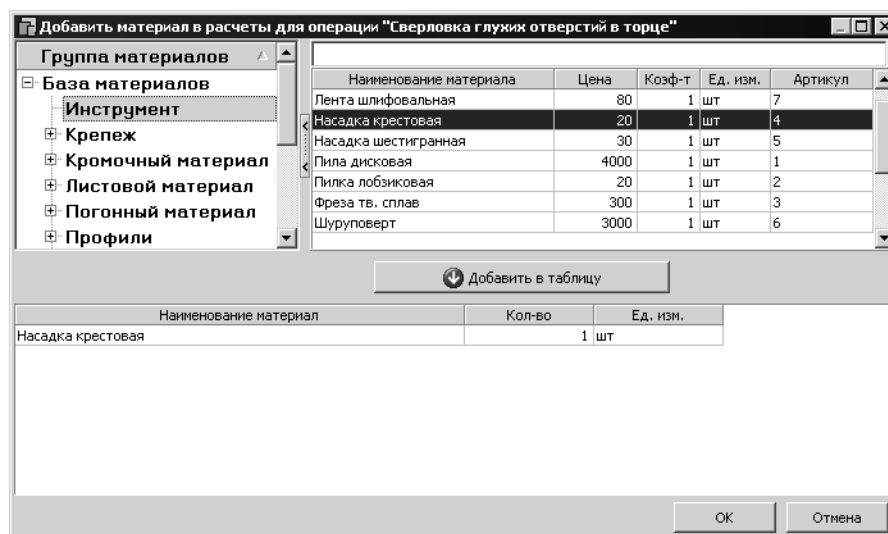 Добавить материал в расчеты для операции "Сверловка глухих отверстий в торце"
Группа материалов
База материалов
Инструмент
Крепеж
Кромочный материал
Листовой материал
Погонный материал
Профили
Наименование материала Цена Коэф-т Ед. изм. Артикул
Лента шлифовальная 80 1 шт 7
Насадка крестовая 20 1 шт 4
Насадка шестигранная 30 1 шт 5
Пила дисковая 4000 1 шт 1
Пилка лобзиковая 20 1 шт 2
Фреза тв. сплав 300 1 шт 3
Шуруповерт 3000 1 шт 6
Добавить в таблицу
Наименование материал Кол-во Ед. изм.
Насадка крестовая 1 шт
ОК Отмена